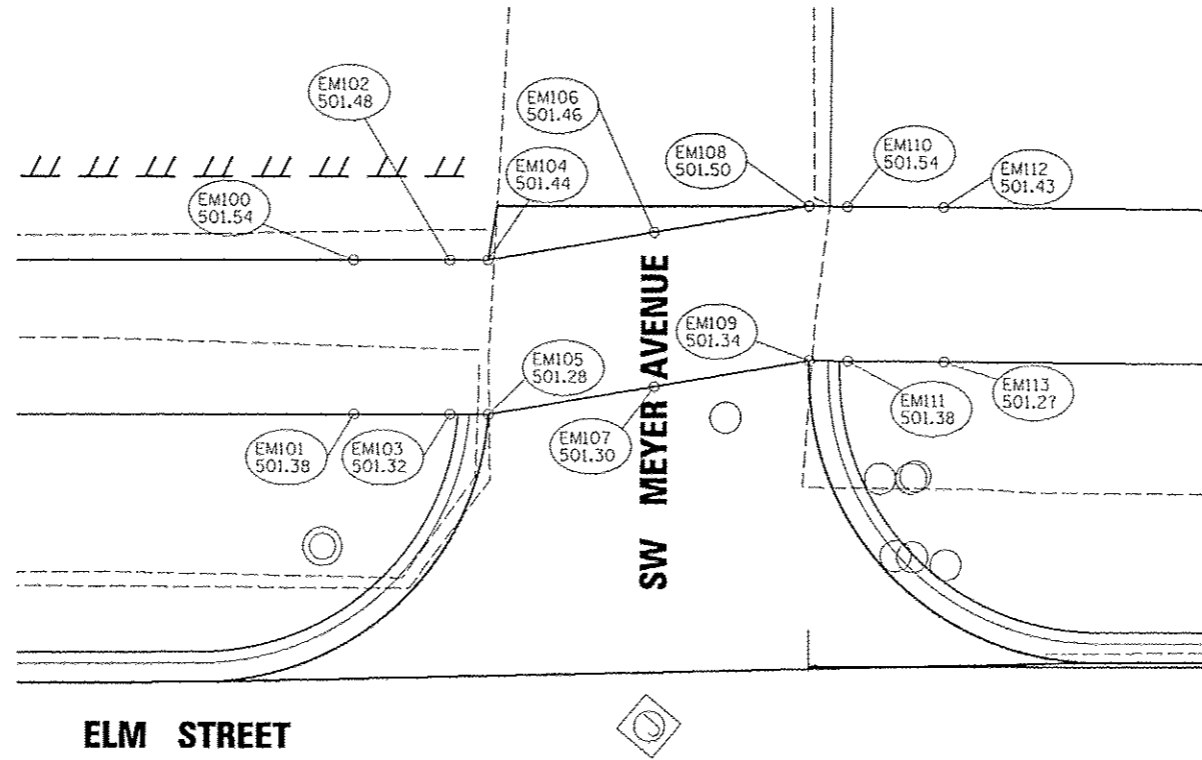 EM102
501.48
EM106
501.46
EM108
501.50
EM110
501.54
EM104
501.44
EM112
501.43
EM100
501.54
SW MEYER AVENUE
EM109
501.34
EM105
501.28
EM113
501.27
EM111
501.38
EM101
501.38
EM103
501.32
EM107
501.30
ELM STREET
J